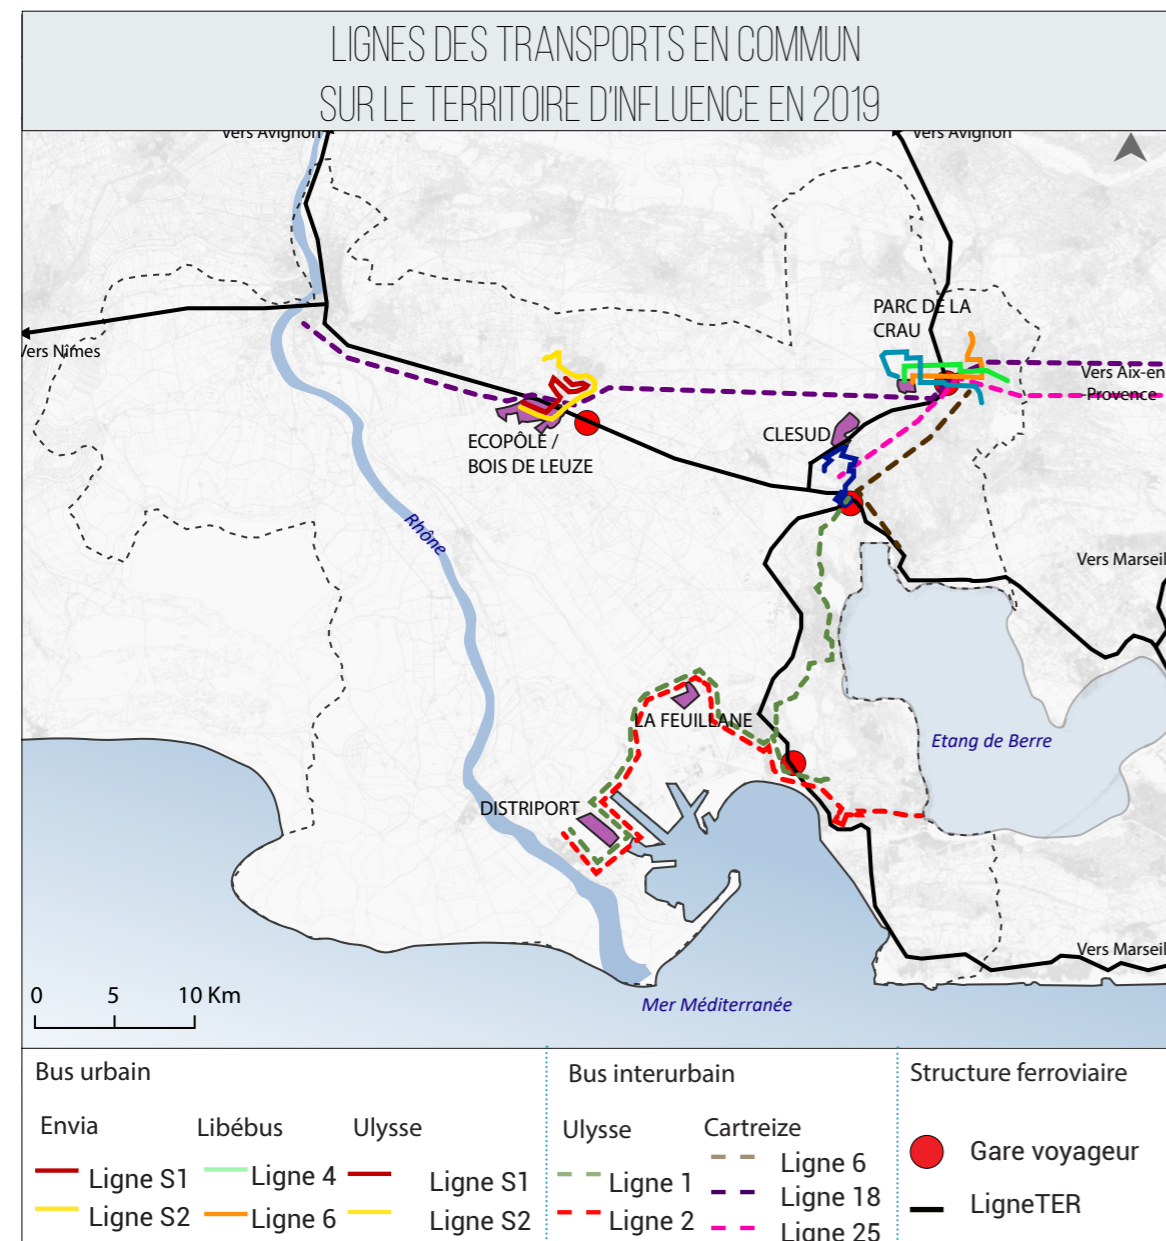 LIGNES DES TRANSPORTS EN COMMUN
SUR LE TERRITOIRE D'INFLUENCE EN 2019
Vers Avignon
Vers Avignon
PARC DE LA
CRAU
Vers Nîmes
Vers Aix-en
Provence
CLESUD
ECOPÔLE /
BOIS DE LEUZE
Rhône
Vers Marseil
LA FEUILLANE
Etang de Berre
DISTRIPORT
Vers Marseil
0 5 10 Km
Mer Méditerranée
Bus urbain
Envia
Ligne S1
Ligne S2
Libébus
Ligne 4
Ligne 6
Ulysse
Ligne S1
Ligne S2
Bus interurbain
Ulysse
Ligne 1
Ligne 2
Cartreize
Ligne 6
Ligne 18
Ligne 25
Structure ferroviaire
Gare voyageur
LigneTER